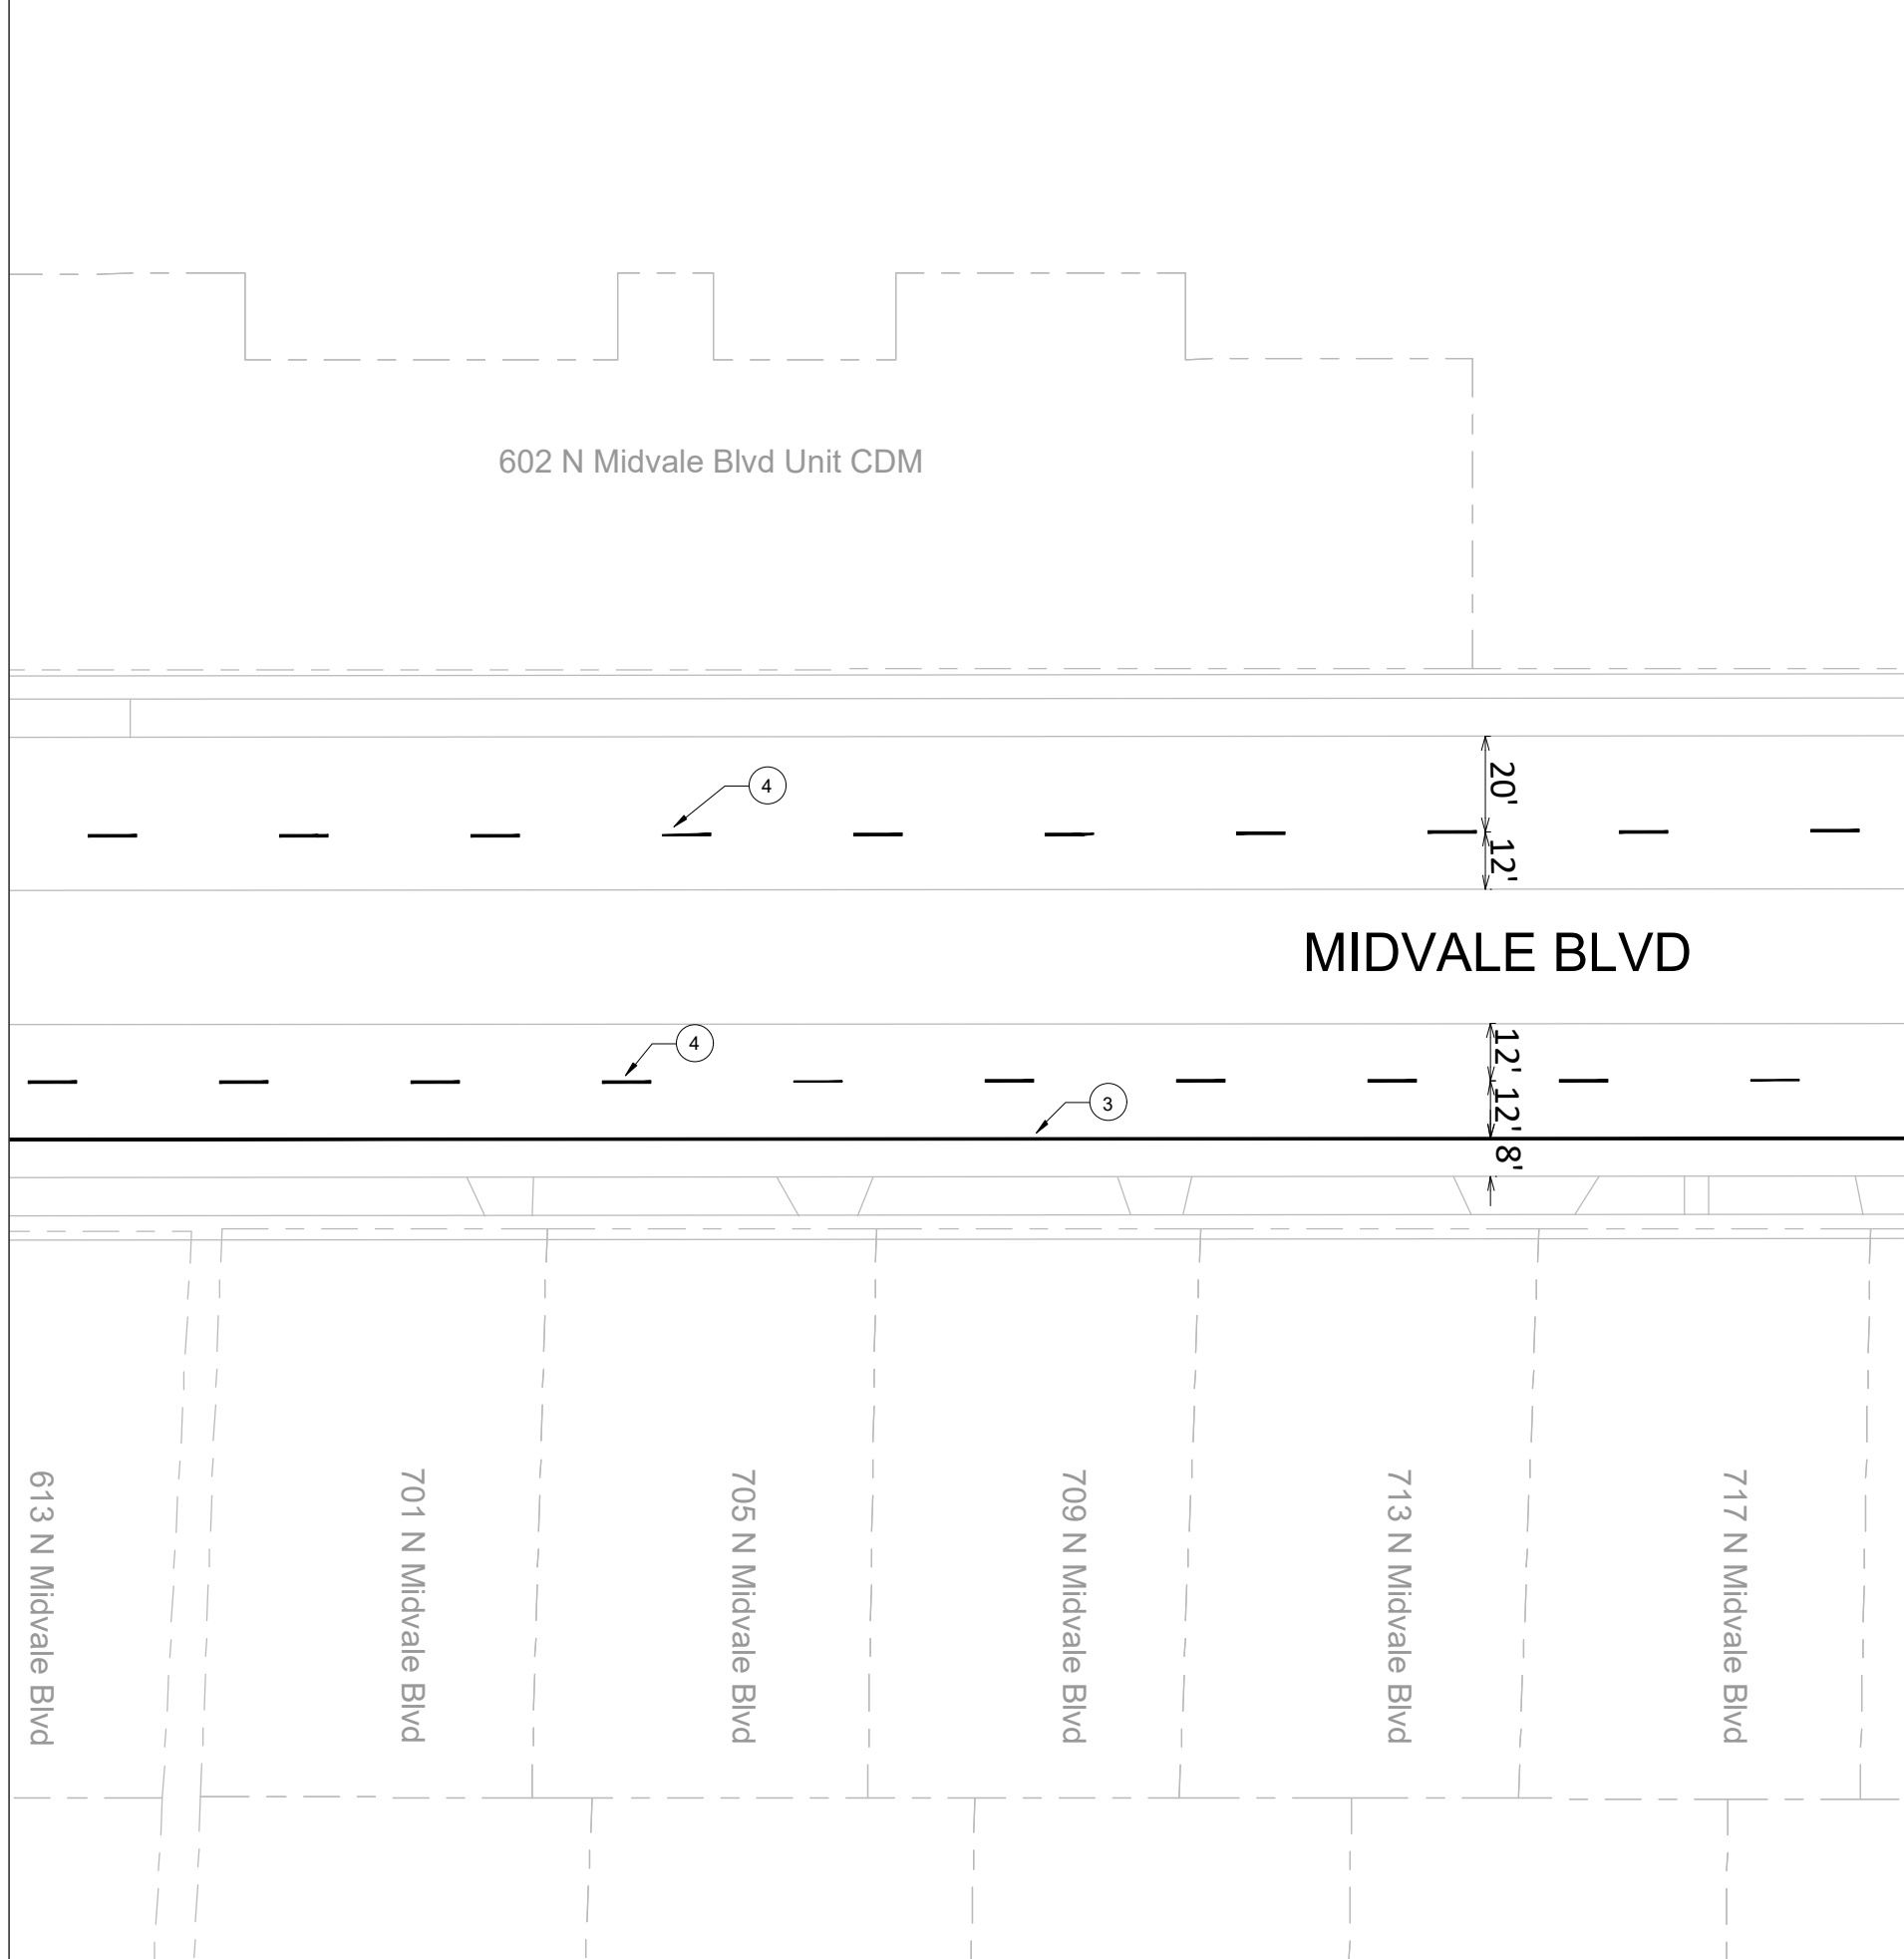 602 N Midvale Blvd Unit CDM
4
20'
12'
MIDVALE BLVD
4
12'
3
12'
8'
613 N Midvale Blvd
701 N Midvale Blvd
705 N Midvale Blvd
709 N Midvale Blvd
713 N Midvale Blvd
717 N Midvale Blvd